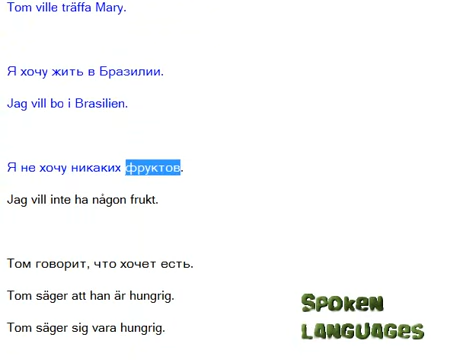 Tom ville träffa Mary.
Я хочу жить в Бразилии.
Jag vill bo i Brasilien.
Я не хочу никаких фруктов.
Jag vill inte ha någon frukt.
Том говорит, что хочет есть.
Tom säger att han är hungrig.
Tom säger sig vara hungrig.
SPOKEN
LANGUAGES